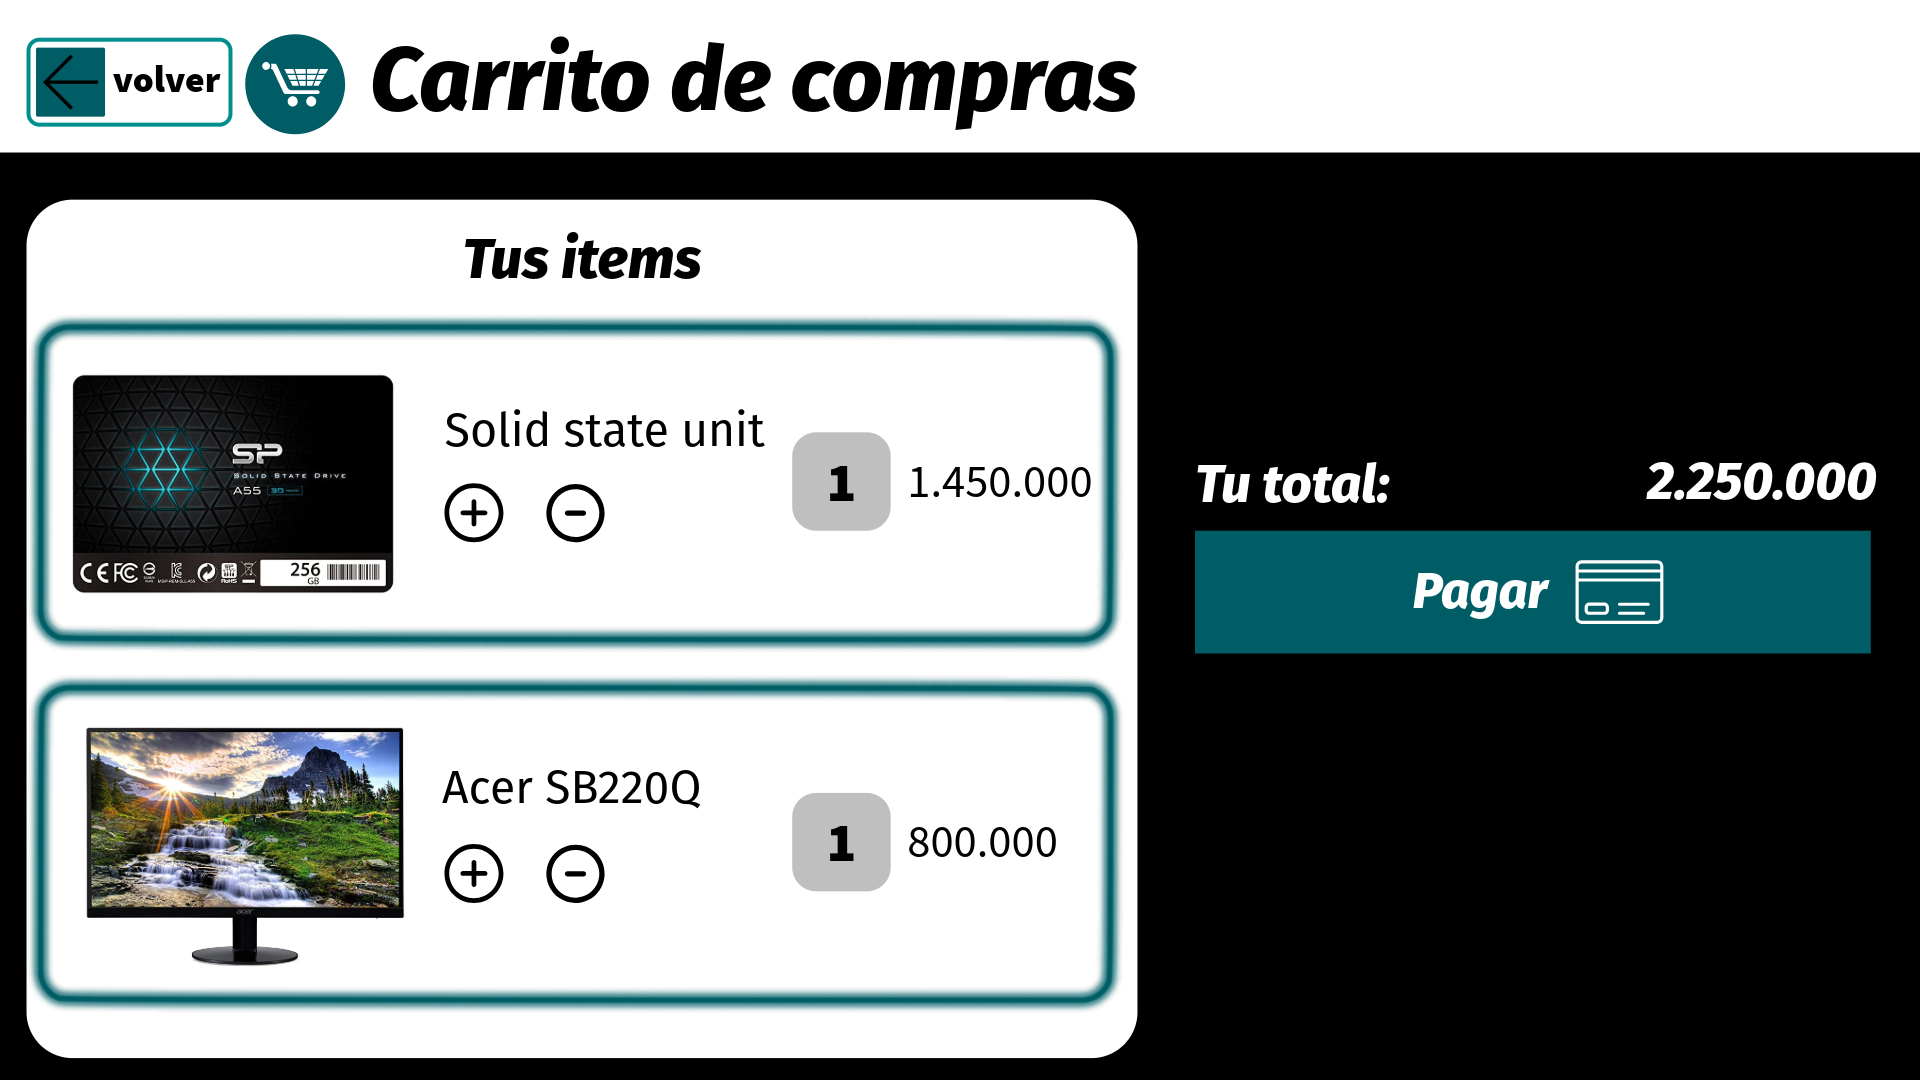 volver
Carrito de compras
Tus items
Solid state unit
1
1.450.000
SP
SOLID STATE DRIVE
A55
256
GB
Acer SB220Q
1
800.000
acer
Tu total:
2.250.000
Pagar